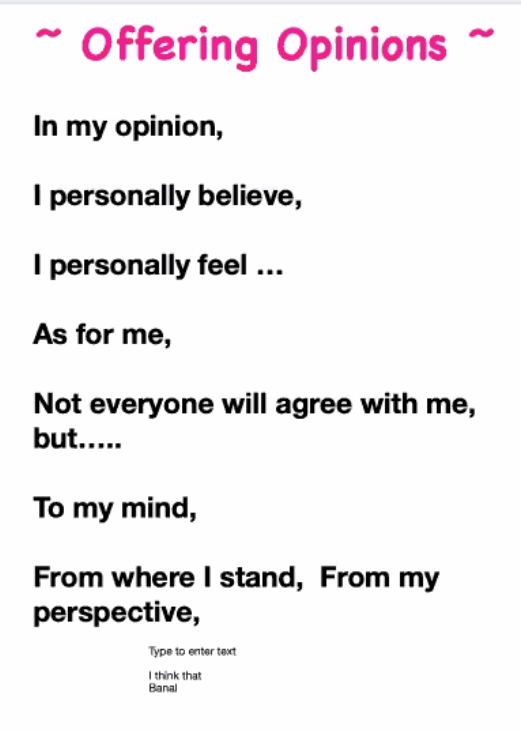 ~ Offering Opinions ~
In my opinion,
I personally believe,
I personally feel ...
As for me,
Not everyone will agree with me,
but.....
To my mind,
From where I stand,  From my
perspective,
Type to enter text
I think that
Banal